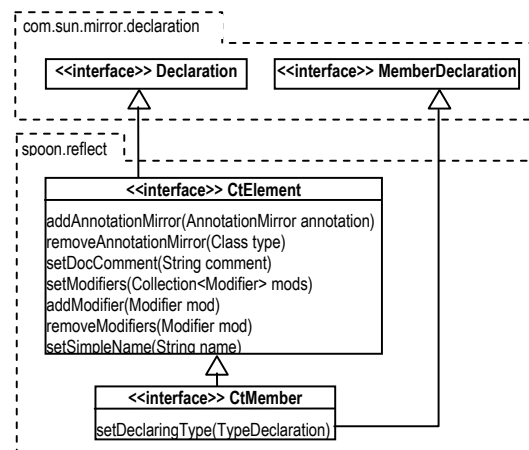 com.sun.mirror.declaration
<<interface>> Declaration
<<interface>> MemberDeclaration
spoon.reflect
<<interface>> CtElement
addAnnotationMirror(AnnotationMirror annotation)
removeAnnotationMirror(Class type)
setDocComment(String comment)
setModifiers(Collection<Modifier> mods)
addModifier(Modifier mod)
removeModifiers(Modifier mod)
setSimpleName(String name)
<<interface>> CtMember
setDeclaringType(TypeDeclaration)